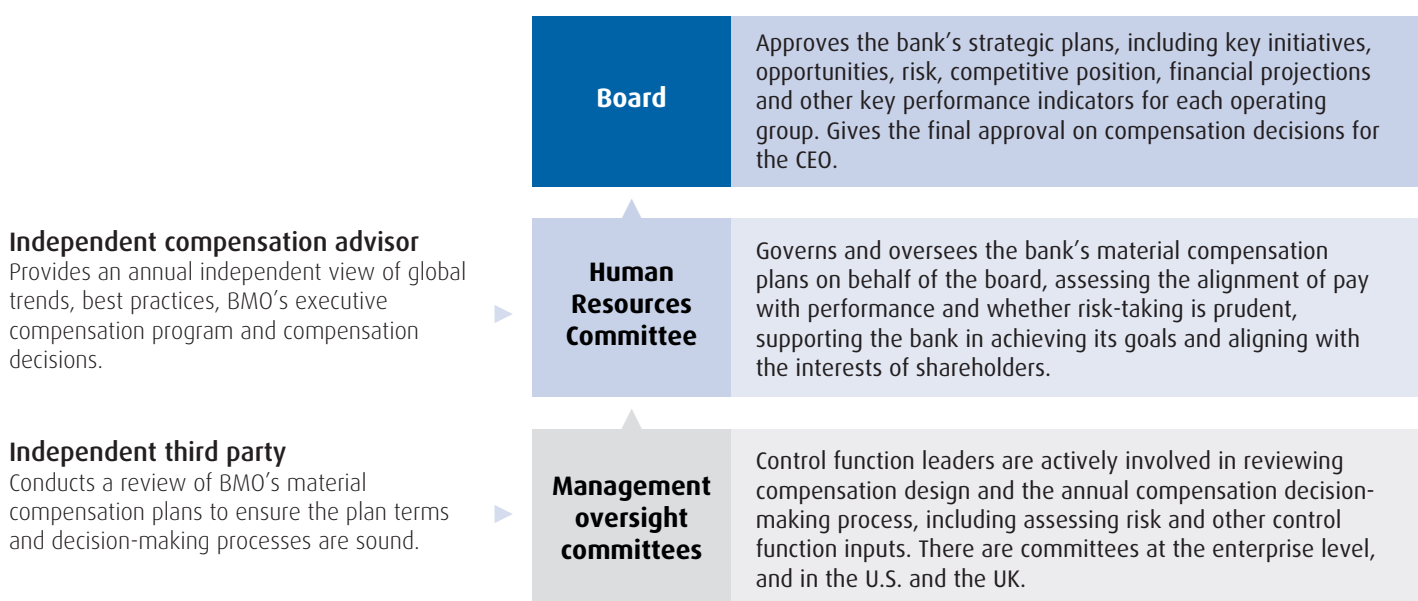 Board
Approves the bank’s strategic plans, including key initiatives,
opportunities, risk, competitive position, financial projections
and other key performance indicators for each operating
group. Gives the final approval on compensation decisions for
the CEO.
Independent compensation advisor
Provides an annual independent view of global
trends, best practices, BMO’s executive
compensation program and compensation
decisions.
Human
Resources
Committee
Governs and oversees the bank’s material compensation
plans on behalf of the board, assessing the alignment of pay
with performance and whether risk-taking is prudent,
supporting the bank in achieving its goals and aligning with
the interests of shareholders.
Independent third party
Conducts a review of BMO’s material
compensation plans to ensure the plan terms
and decision-making processes are sound.
Management
oversight
committees
Control function leaders are actively involved in reviewing
compensation design and the annual compensation decision-
making process, including assessing risk and other control
function inputs. There are committees at the enterprise level,
and in the U.S. and the UK.